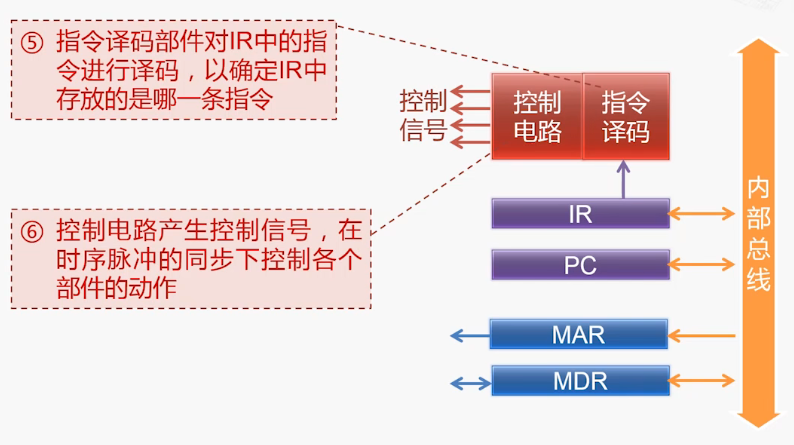 ⑤ 指令译码部件对IR中的指
令进行译码，以确定IR中
存放的是哪一条指令
控制
信号
控制
电路
指令
译码
⑥ 控制电路产生控制信号，在
时序脉冲的同步下控制各个
部件的动作
IR
PC
MAR
MDR
内
部
总
线